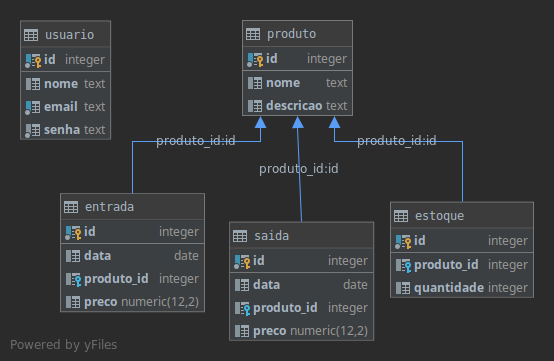 usuario
id integer
nome text
email text
senha text
produto
id integer
nome text
descricao text
produto_id:id
produto_id:id
produto_id:id
entrada
id integer
data date
produto_id integer
preco numeric(12,2)
saida
id integer
data date
produto_id integer
preco numeric(12,2)
estoque
id integer
produto_id integer
quantidade integer
Powered by yFiles